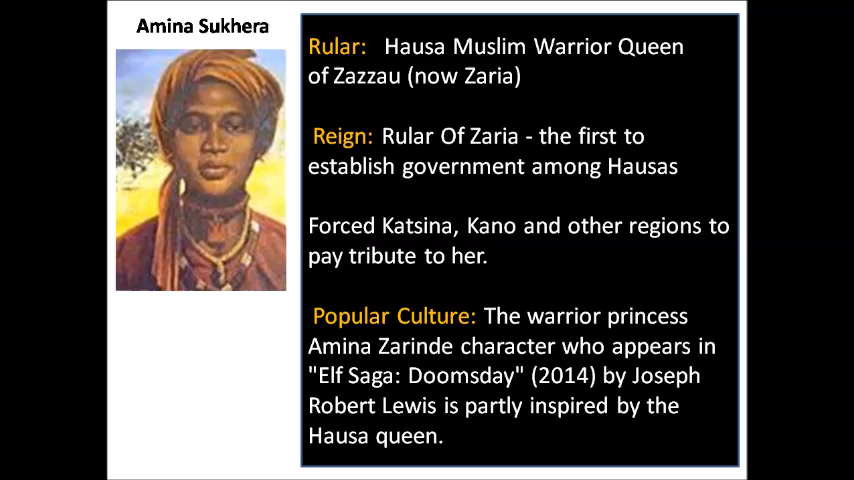 Amina Sukhera
Rular: Hausa Muslim Warrior Queen
of Zazzau (now Zaria)
Reign: Rular Of Zaria - the first to
establish government among Hausas
Forced Katsina, Kano and other regions to
pay tribute to her.
Popular Culture: The warrior princess
Amina Zarinde character who appears in
"Elf Saga: Doomsday" (2014) by Joseph
Robert Lewis is partly inspired by the
Hausa queen.